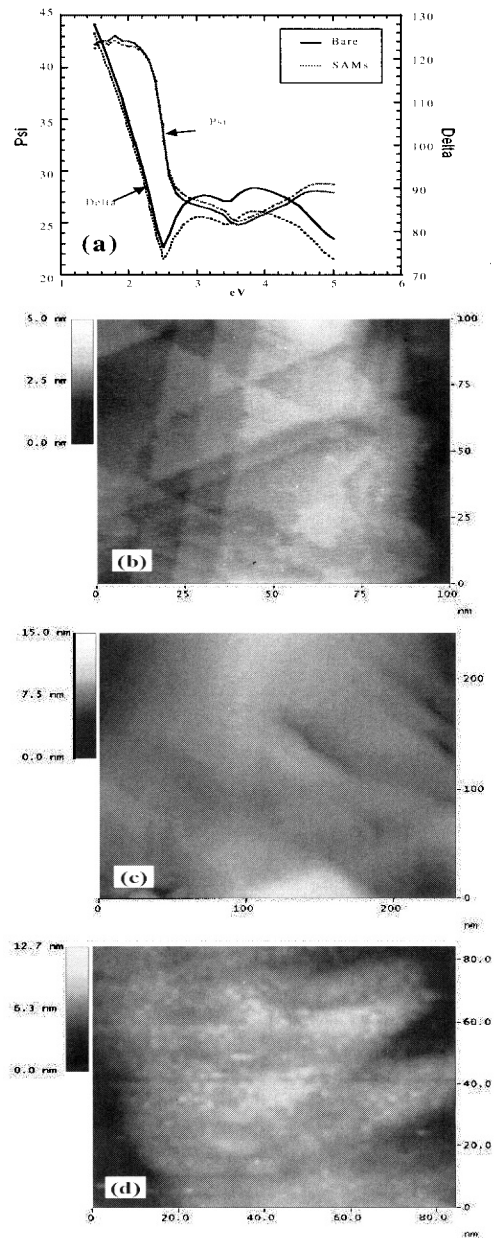 45
40
35
30
25
20
Psi
130
120
110
100
90
80
70
Delta
Bare
SAMs
Psi
Delta
(a)
1 2 3 4 5 6
eV
5.0 nm
2.5 nm
0.0 nm
100
75
50
25
0
(b)
0 25 50 75 100
nm
15.0 nm
7.5 nm
0.0 nm
200
100
0
(c)
0 100 200
nm
12.7 nm
6.3 nm
0.0 nm
80.0
60.0
40.0
20.0
0
(d)
0 20.0 40.0 60.0 80.0
nm